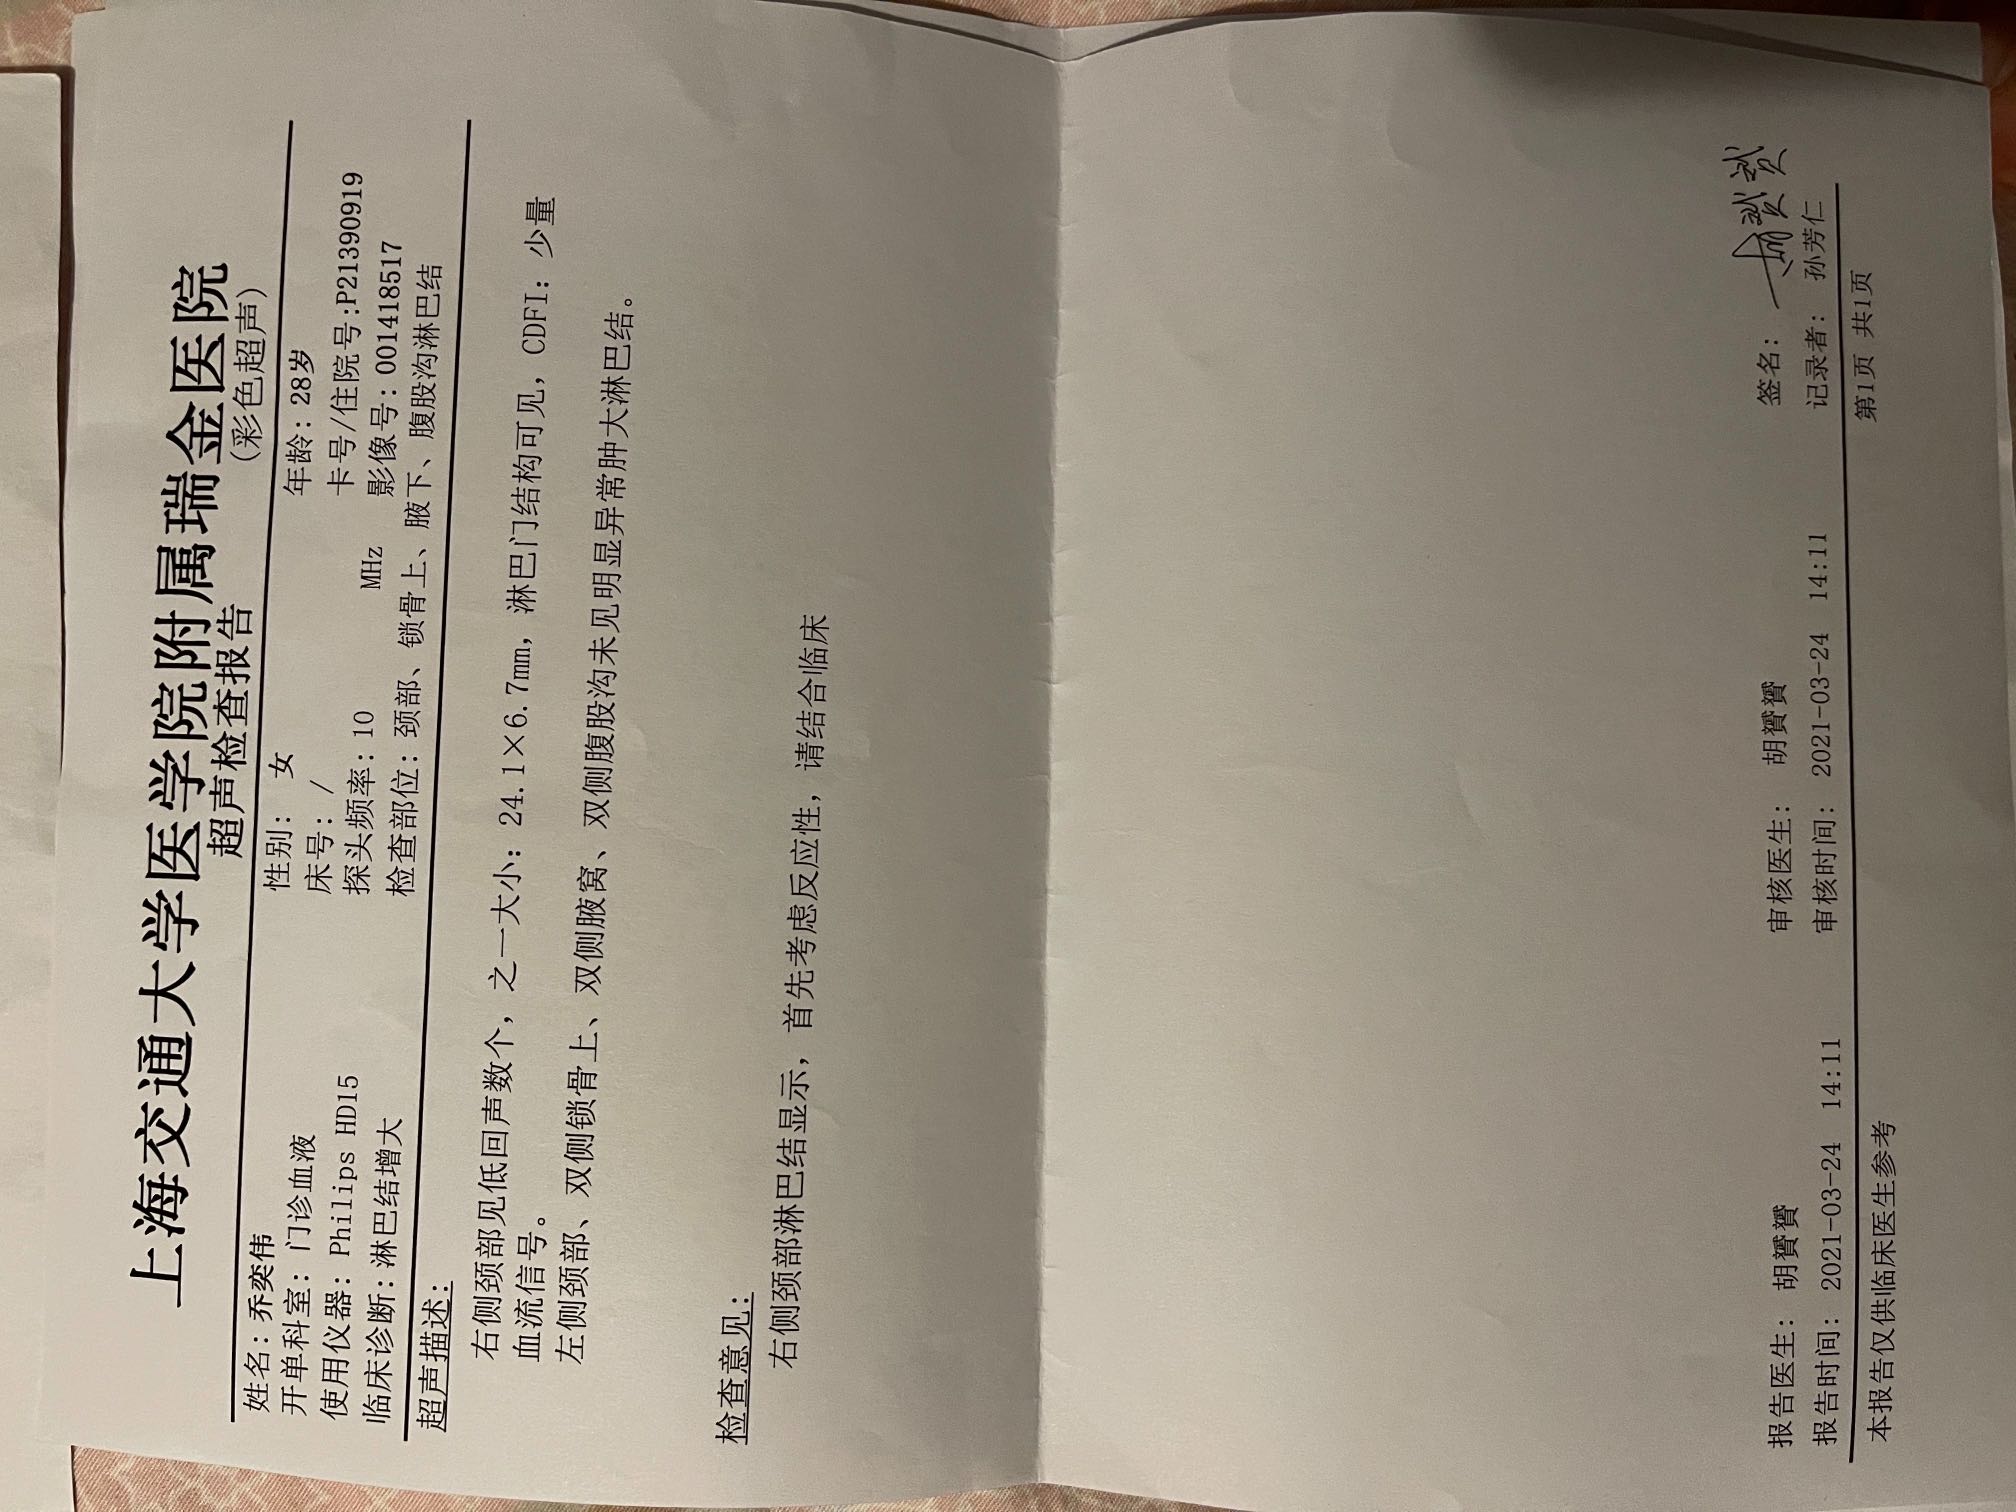 上海交通大学医学院附属瑞金医院
超声检查报告
(彩色超声)
姓名:乔奕伟 性别: 女 年龄:28岁
开单科室: 门诊血液 床号:/ 卡号/住院号:P21390919
使用仪器:Philips HD15 探头频率:10 MHz 影像号:001418517
临床诊断:淋巴结增大 检查部位:颈部、锁骨上、腋下、腹股沟淋巴结
超声描述:
右侧颈部见低回声数个,之一大小:24.1×6.7mm,淋巴门结构可见,CDFI:少量
血流信号。
左侧颈部、双侧锁骨上、双侧腋窝、双侧腹股沟未见明显异常肿大淋巴结。
检查意见:
右侧颈部淋巴结显示,首先考虑反应性,请结合临床
报告医生: 胡贇贇 审核医生: 胡贇贇 签名: 胡贇贇
报告时间: 2021-03-24 14:11 审核时间: 2021-03-24 14:11 记录者: 孙芳仁
本报告仅供临床医生参考 第1页 共1页